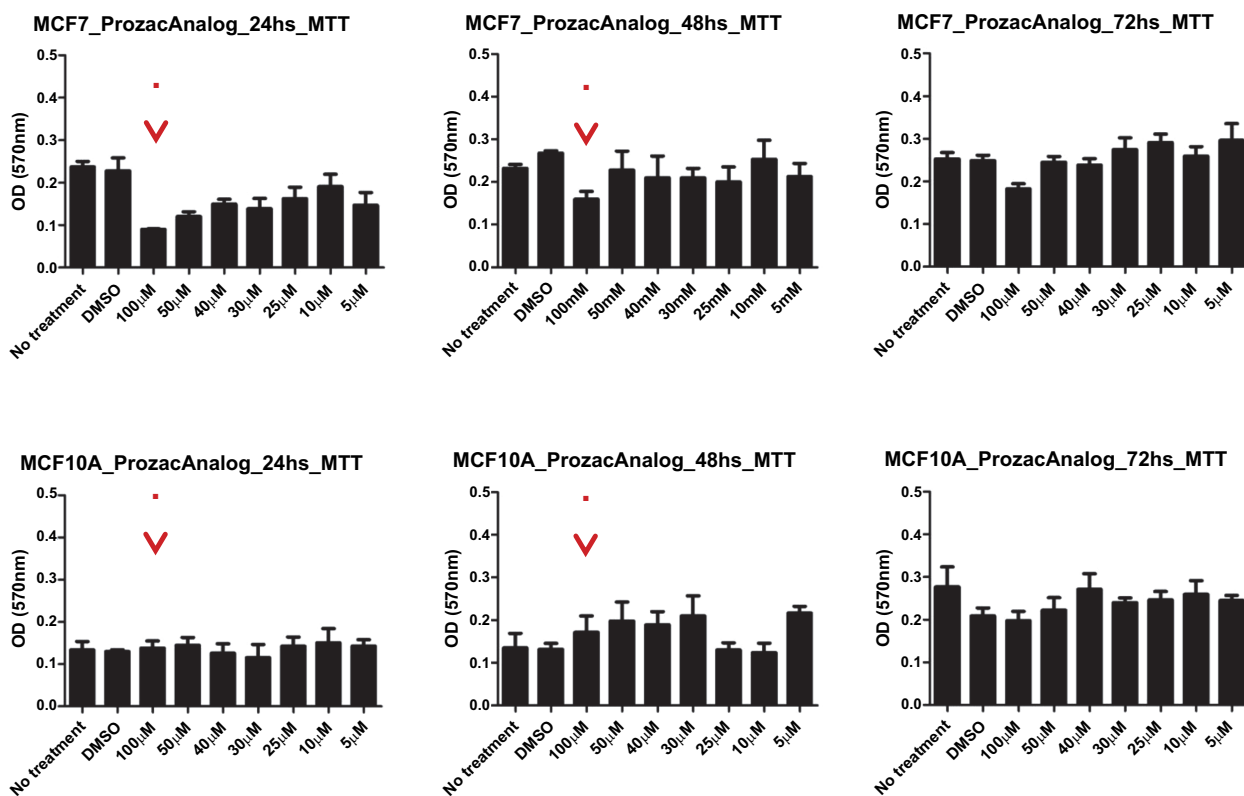 MCF7_ProzacAnalog_24hs_MTT
0.5
0.4
0.3
0.2
0.1
0.0
OD (570nm)
No treatment
DMSO
100μM
50μM
40μM
30μM
25μM
10μM
5μM
MCF7_ProzacAnalog_48hs_MTT
0.5
0.4
0.3
0.2
0.1
0.0
OD (570nm)
No treatment
DMSO
100mM
50mM
40mM
30mM
25mM
10mM
5mM
MCF7_ProzacAnalog_72hs_MTT
0.5
0.4
0.3
0.2
0.1
0.0
OD (570nm)
No treatment
DMSO
100μM
50μM
40μM
30μM
25μM
10μM
5μM
MCF10A_ProzacAnalog_24hs_MTT
0.5
0.4
0.3
0.2
0.1
0.0
OD (570nm)
No treatment
DMSO
100μM
50μM
40μM
30μM
25μM
10μM
5μM
MCF10A_ProzacAnalog_48hs_MTT
0.5
0.4
0.3
0.2
0.1
0.0
OD (570nm)
No treatment
DMSO
100μM
50μM
40μM
30μM
25μM
10μM
5μM
MCF10A_ProzacAnalog_72hs_MTT
0.5
0.4
0.3
0.2
0.1
0.0
OD (570nm)
No treatment
DMSO
100μM
50μM
40μM
30μM
25μM
10μM
5μM